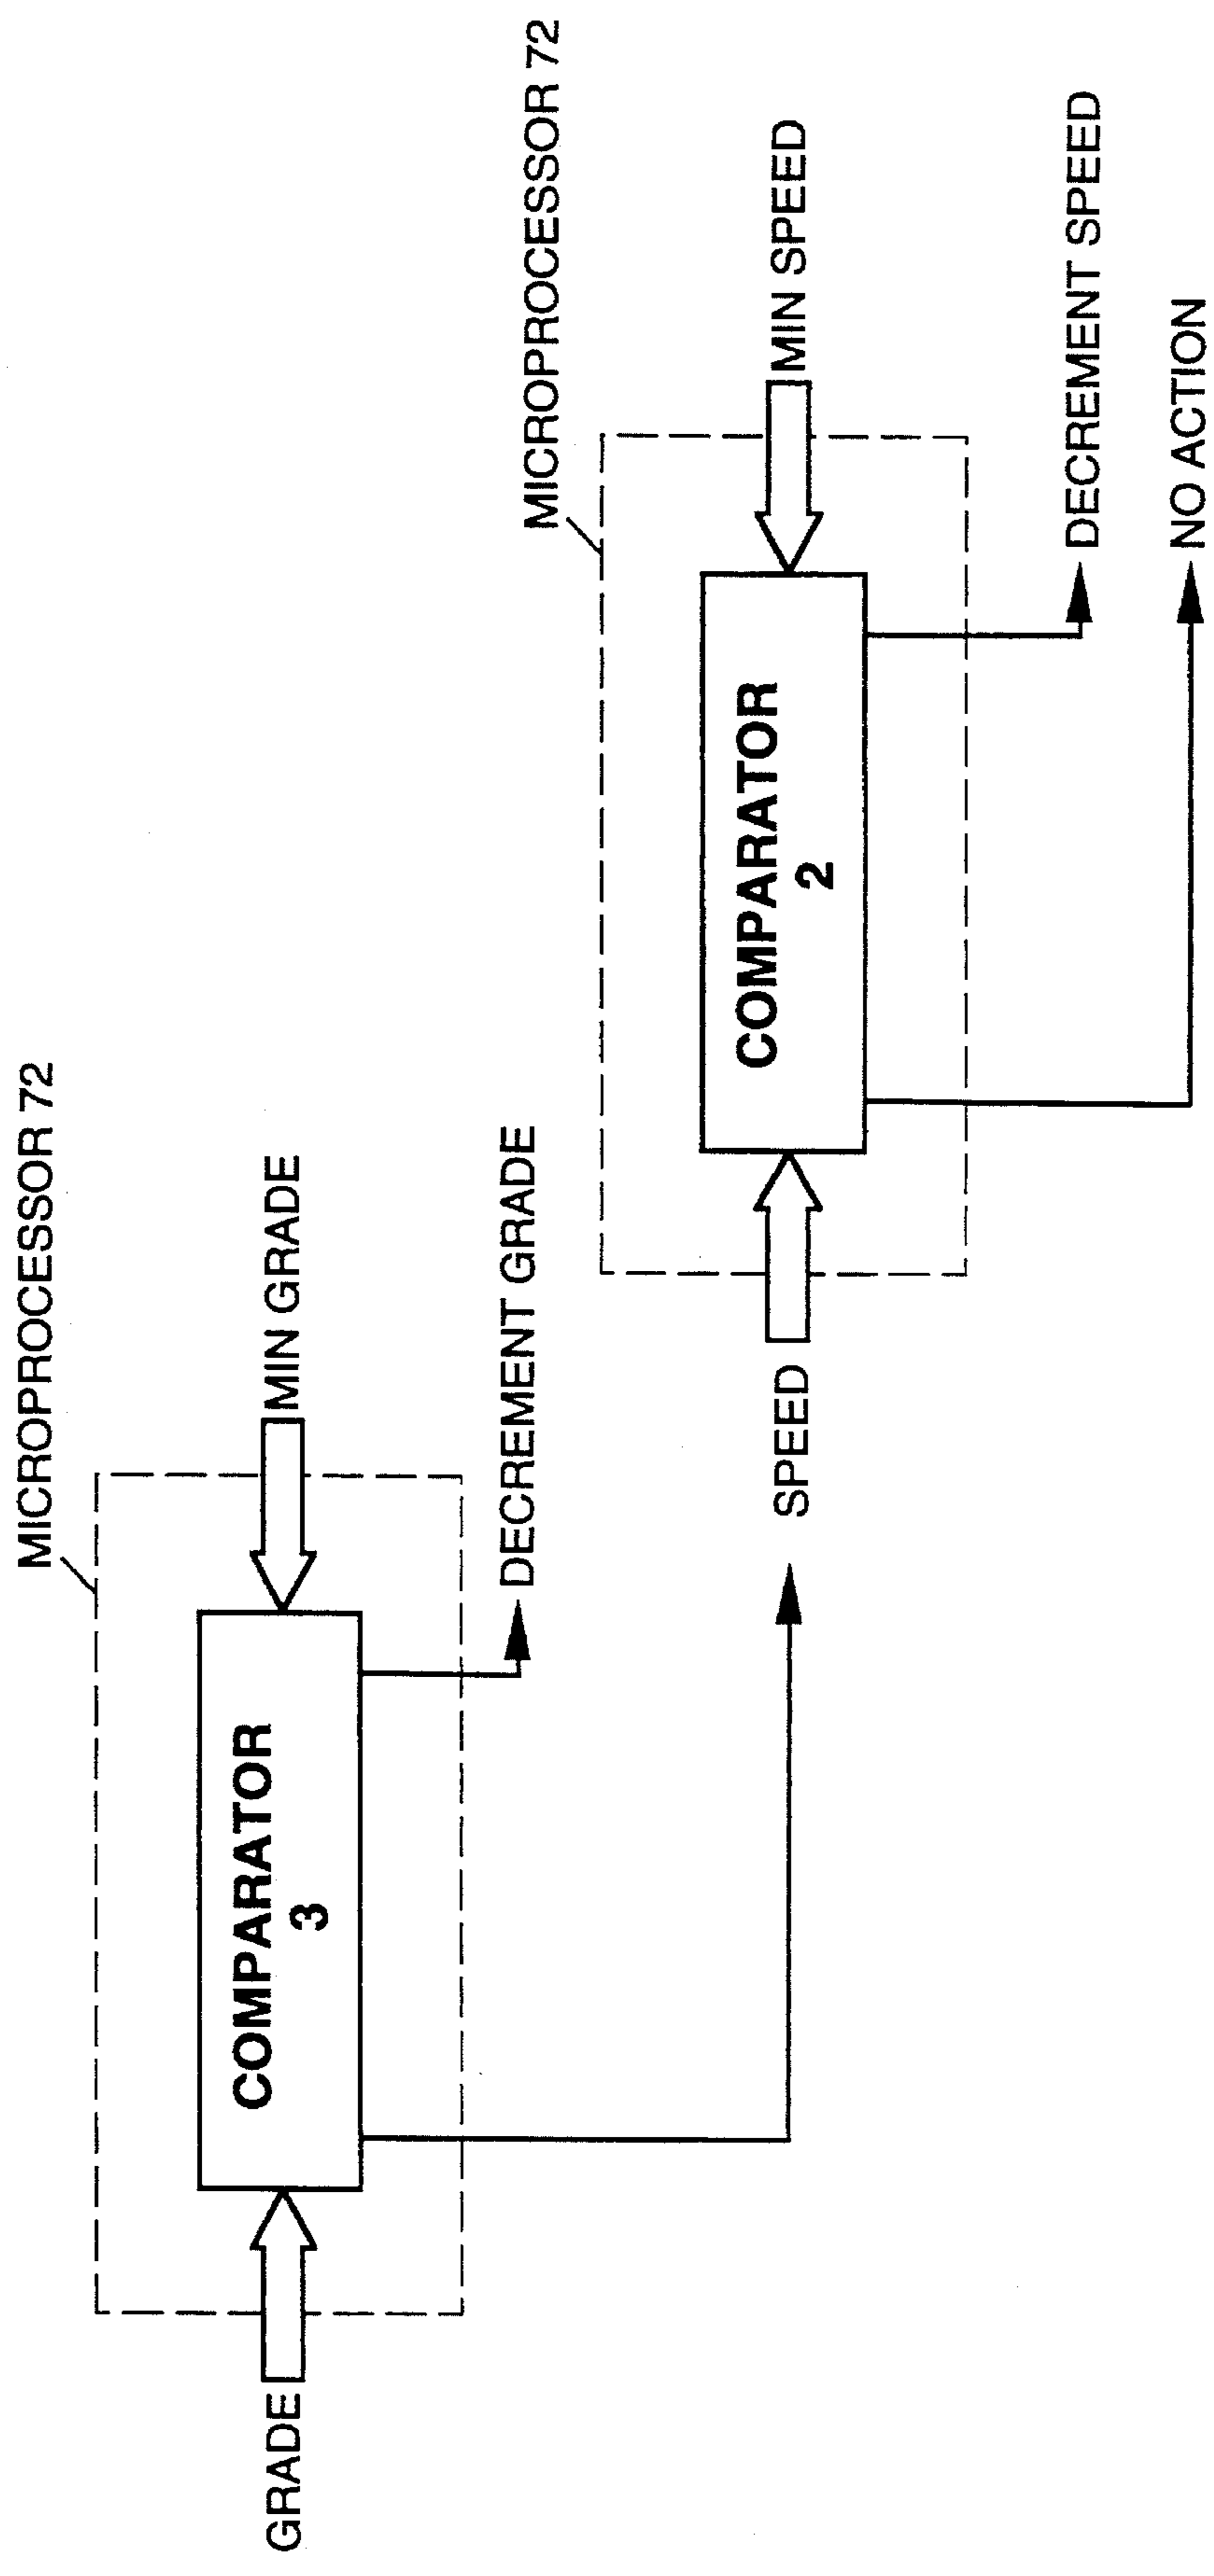 MICROPROCESSOR 72
GRADE
COMPARATOR
3
MIN GRADE
DECREMENT GRADE
MICROPROCESSOR 72
SPEED
COMPARATOR
2
MIN SPEED
DECREMENT SPEED
NO ACTION